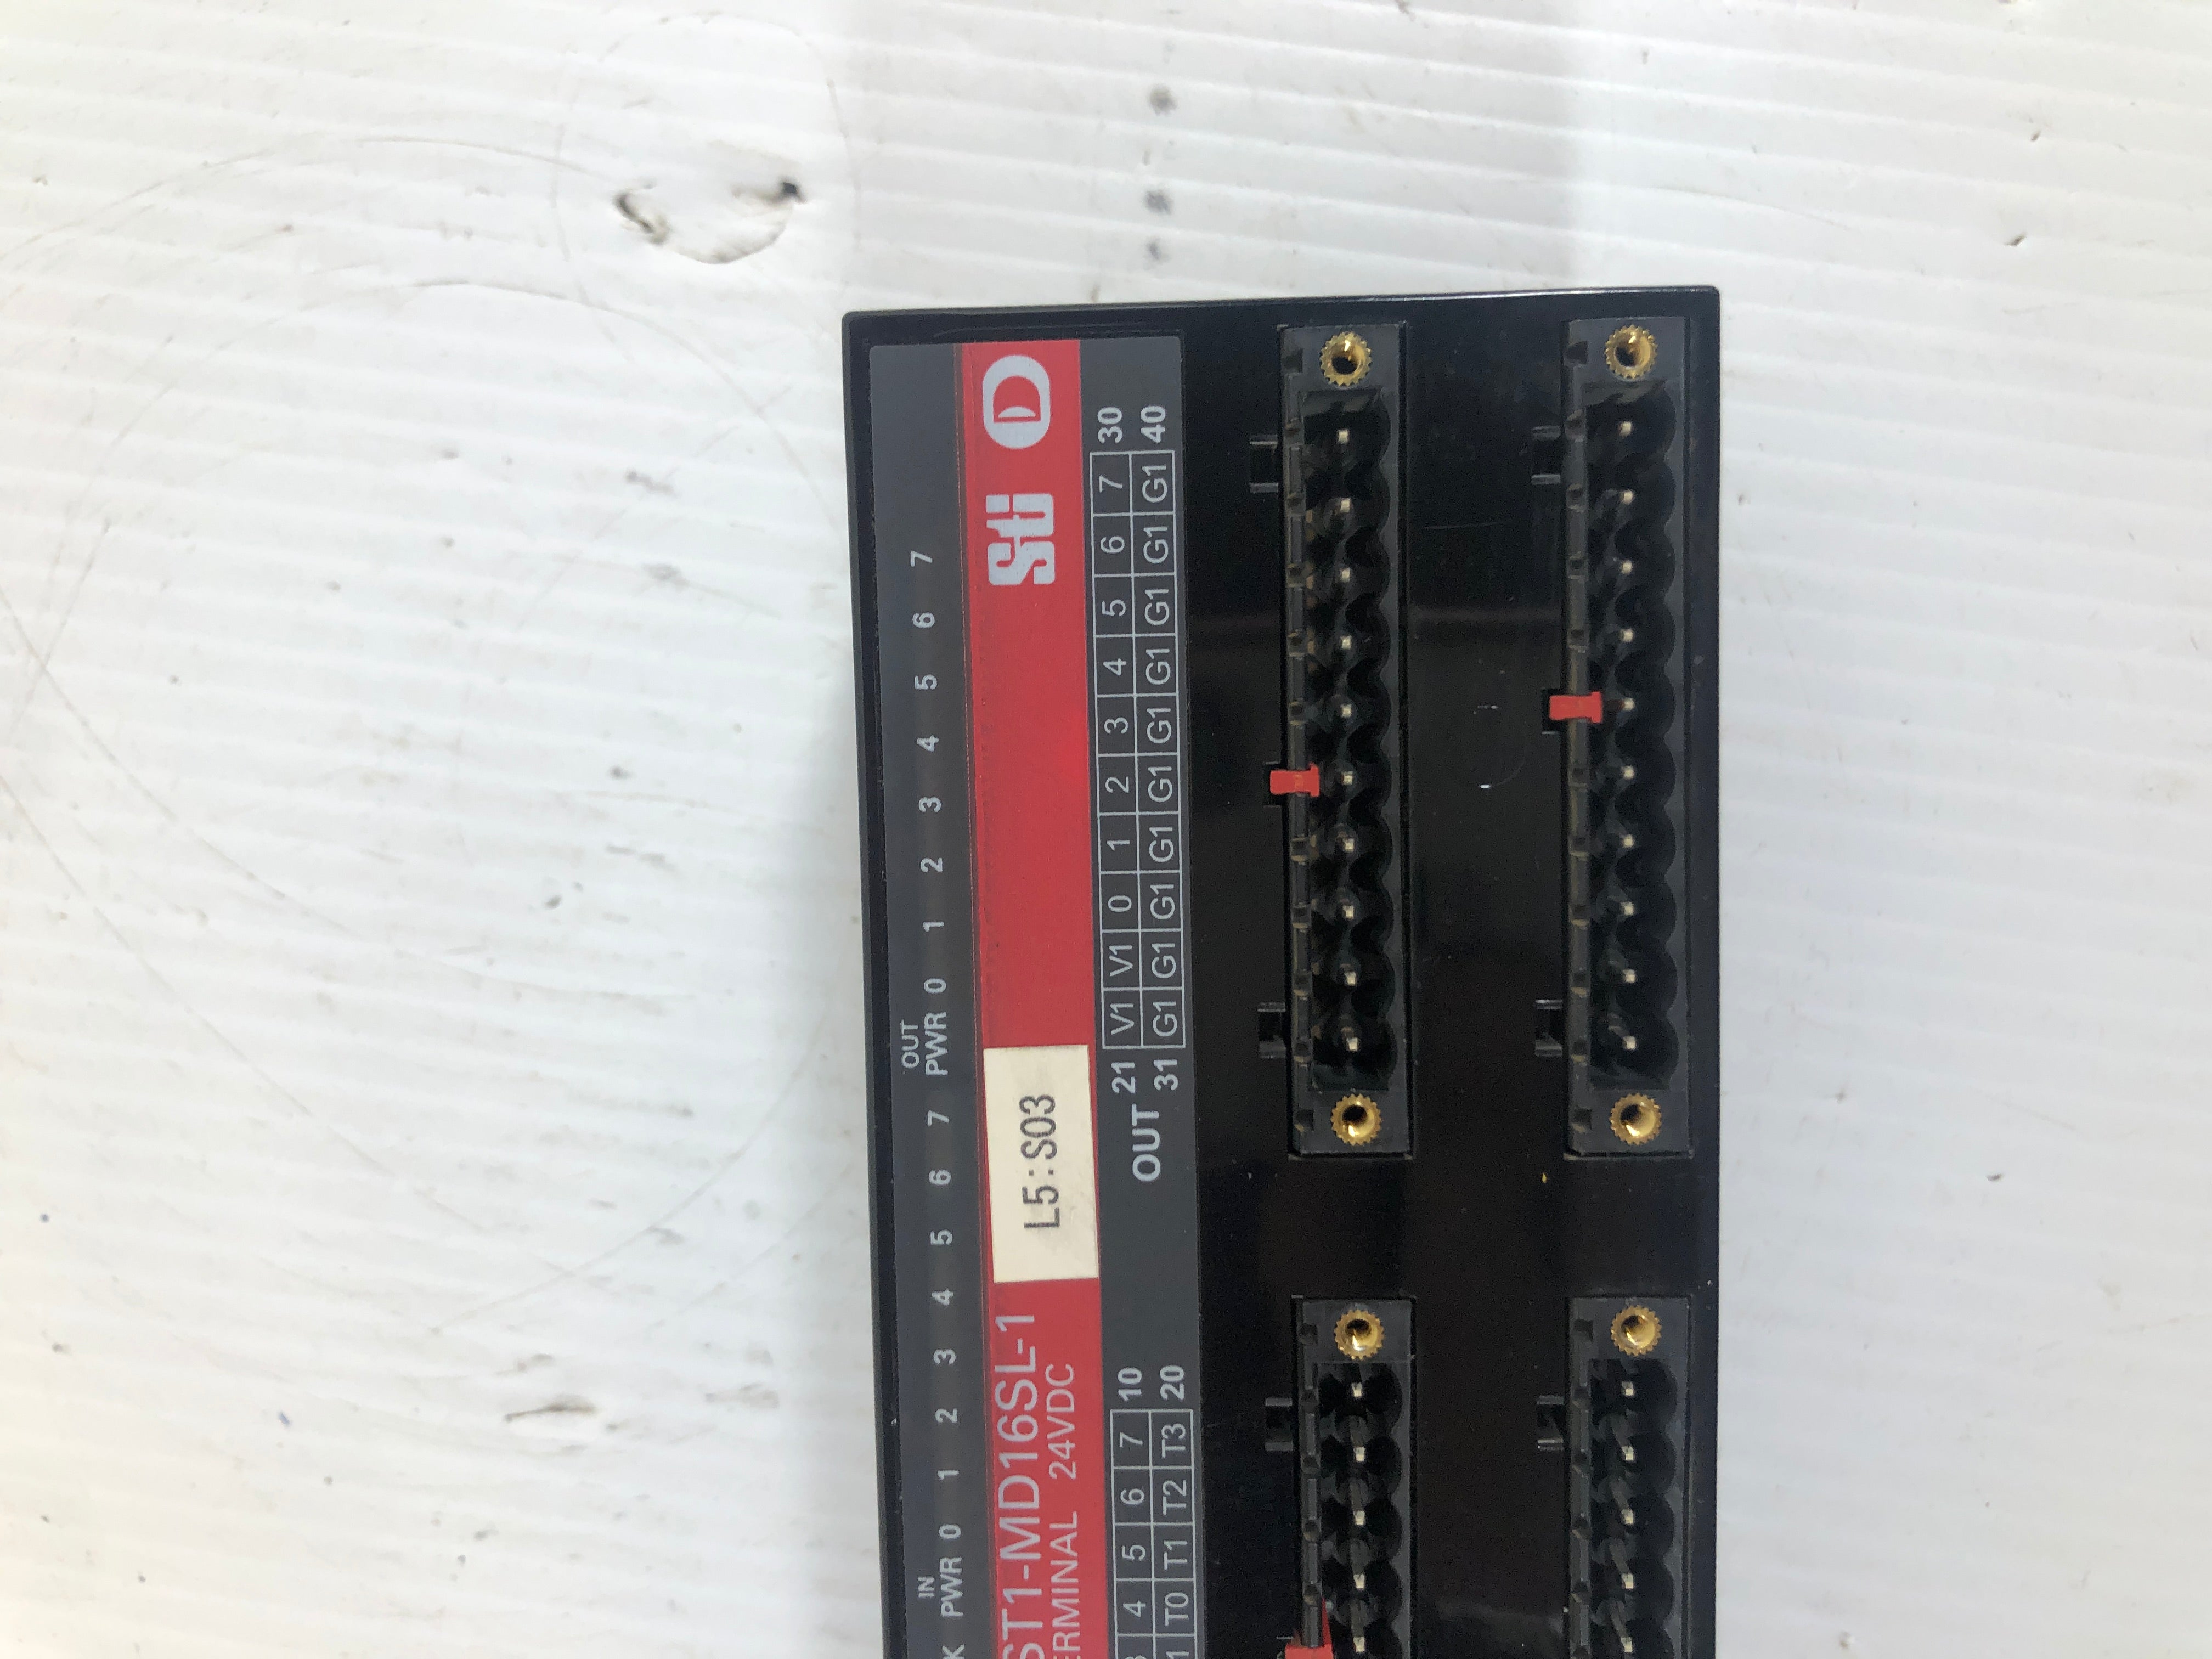 OUT
IN
K PWR 0 1 2 3 4 5 6 7 PWR 0 1 2 3 4 5 6 7
ST1-MD16SL-1
ERMINAL 24VDC
L5:S03
Sti D
4 5 6 7 10
1 T0 T1 T2 T3 20
OUT
21 V1 V1 0 1 2 3 4 5 6 7 30
31 G1 G1 G1 G1 G1 G1 G1 G1 G1 G1 40